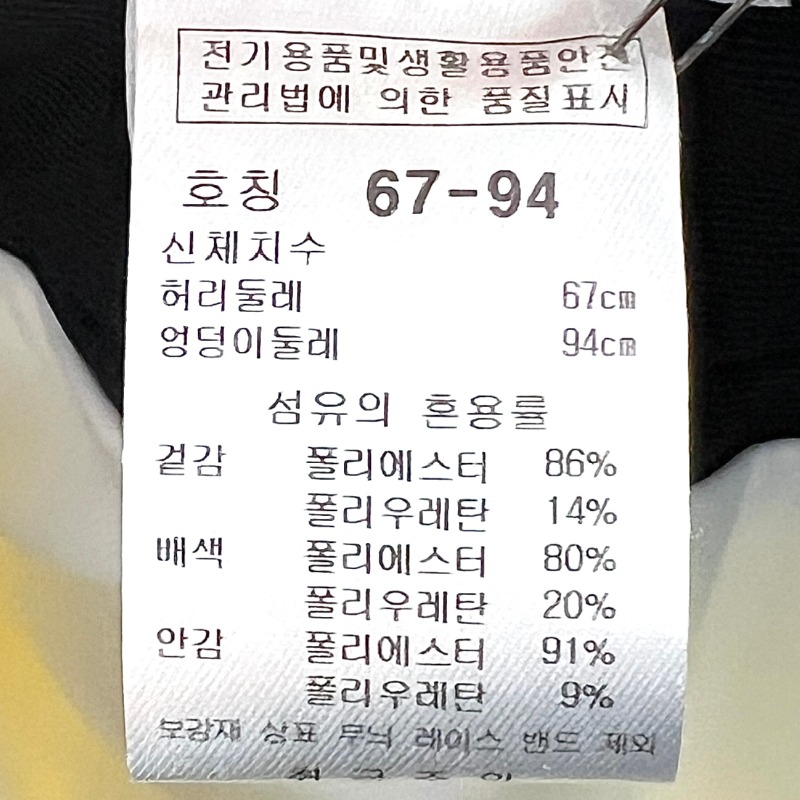 전기용품및생활용품안전
관리법에 의한 품질표시
호칭 67-94
신체치수
허리둘레 67cm
엉덩이둘레 94cm
섬유의 혼용률
겉감 폴리에스터 86%
폴리우레탄 14%
배색 폴리에스터 80%
폴리우레탄 20%
안감 폴리에스터 91%
폴리우레탄 9%
보강재 상표 무늬 레이스 밴드 제외